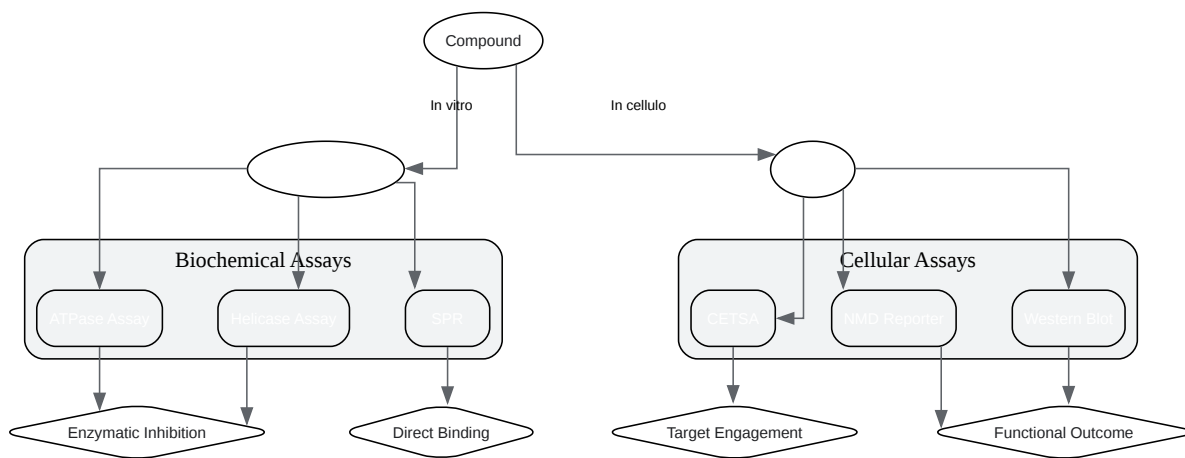 Compound
In vitro
In cellulo
Biochemical Assays
Cellular Assays
ATPase Assay
Helicase Assay
SPR
CETSA
NMD Reporter
Western Blot
Enzymatic Inhibition
Direct Binding
Target Engagement
Functional Outcome